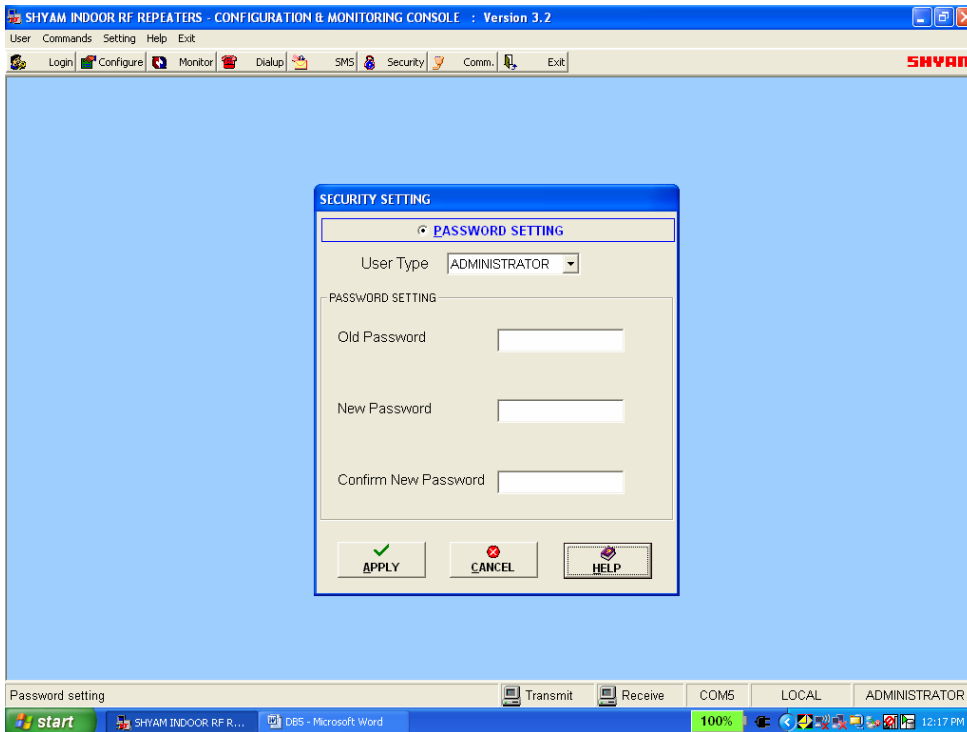 SHYAM INDOOR RF REPEATERS - CONFIGURATION & MONITORING CONSOLE : Version 3.2
User Commands Setting Help Exit
Login Configure Monitor Dialup SMS Security Comm. Exit SHYAM
SECURITY SETTING
PASSWORD SETTING
User Type ADMINISTRATOR
PASSWORD SETTING
Old Password
New Password
Confirm New Password
APPLY CANCEL HELP
Password setting Transmit Receive COM5 LOCAL ADMINISTRATOR
start SHYAM INDOOR RF R... DB5 - Microsoft Word 100% 12:17 PM